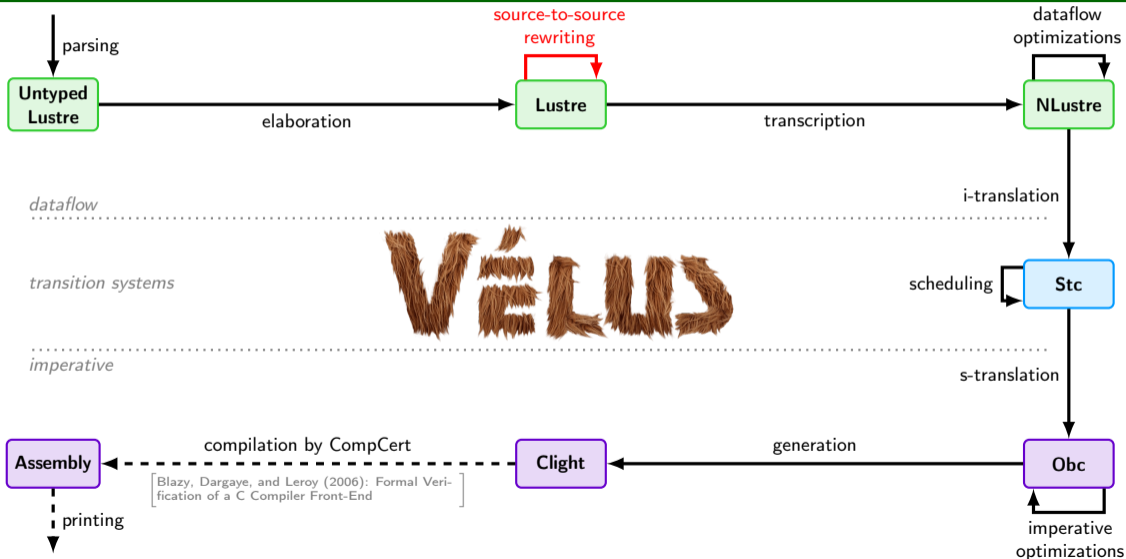 source-to-source
rewriting
dataflow
optimizations
parsing
Untyped
Lustre
Lustre
NLustre
elaboration
transcription
i-translation
dataflow
VÉLUS
transition systems
scheduling
Stc
imperative
s-translation
compilation by CompCert
generation
Assembly
Clight
Obc
[Blazy, Dargaye, and Leroy (2006): Formal Veri-
fication of a C Compiler Front-End]
printing
imperative
optimizations